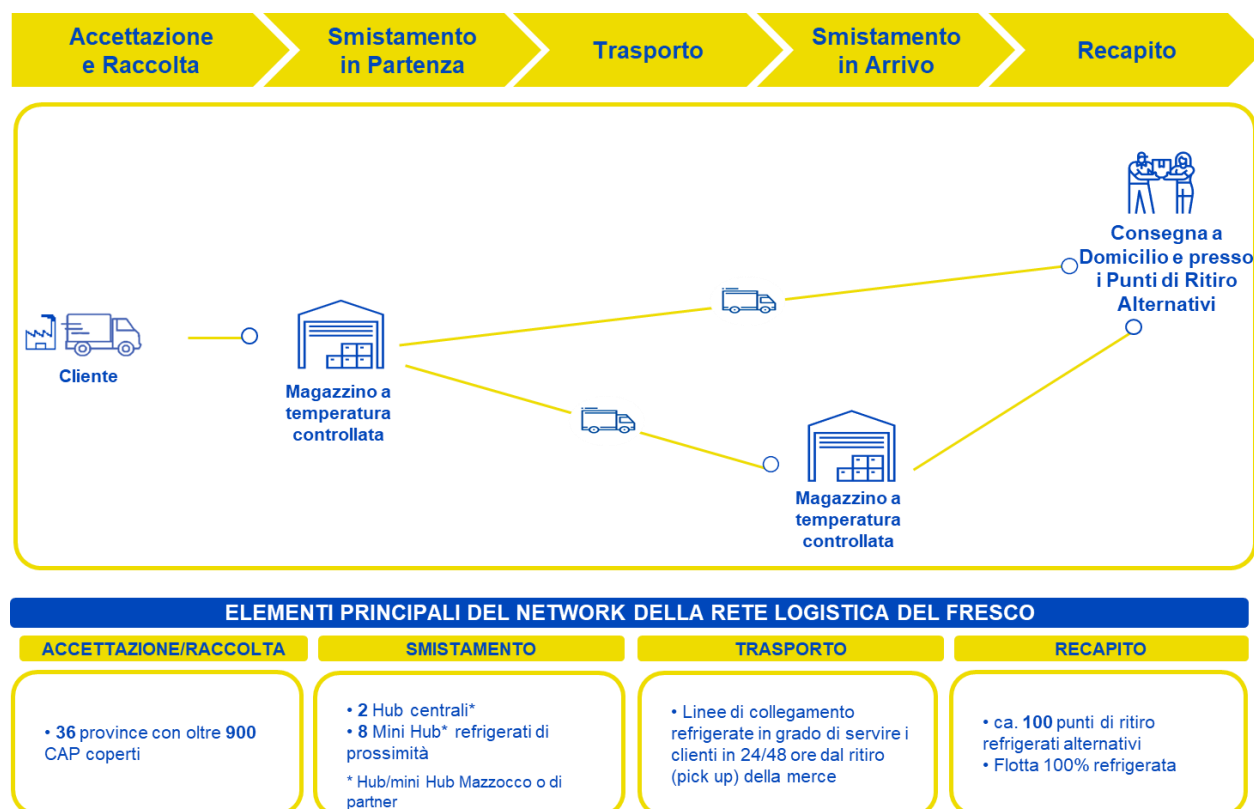 Accettazione
e Raccolta
Smistamento
in Partenza
Trasporto
Smistamento
in Arrivo
Recapito
Consegna a
Domicilio e presso
i Punti di Ritiro
Alternativi
Cliente
Magazzino a
temperatura
controllata
Magazzino a
temperatura
controllata
ELEMENTI PRINCIPALI DEL NETWORK DELLA RETE LOGISTICA DEL FRESCO
ACCETTAZIONE/RACCOLTA
• 36 province con oltre 900
CAP coperti
SMISTAMENTO
• 2 Hub centrali*
• 8 Mini Hub* refrigerati di
prossimità
* Hub/mini Hub Mazzocco o di
partner
TRASPORTO
• Linee di collegamento
refrigerate in grado di servire i
clienti in 24/48 ore dal ritiro
(pick up) della merce
RECAPITO
• ca. 100 punti di ritiro
refrigerati alternativi
• Flotta 100% refrigerata